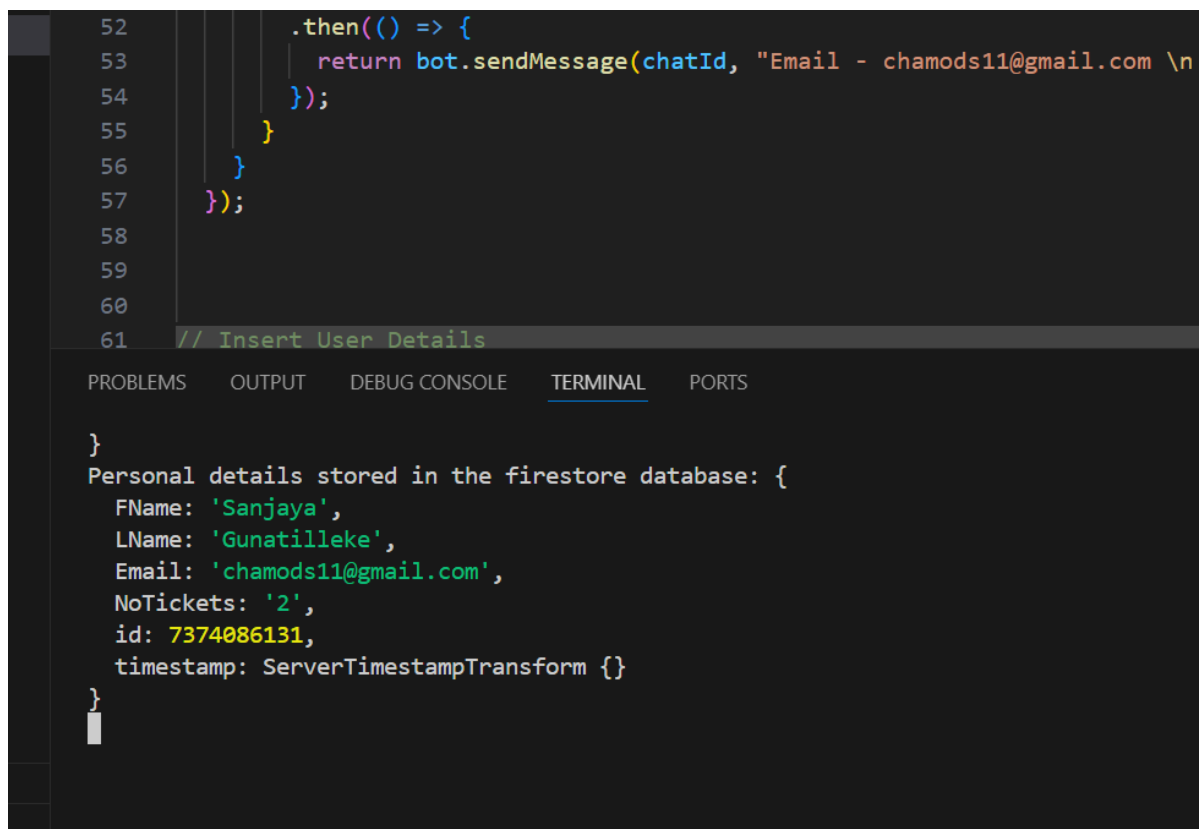 52 .then(() => {
53 return bot.sendMessage(chatId, "Email - chamods11@gmail.com \n
54 });
55 }
56 }
57 });
58
59
60
61 // Insert User Details
PROBLEMS OUTPUT DEBUG CONSOLE TERMINAL PORTS
}
Personal details stored in the firestore database: {
FName: 'Sanjaya',
LName: 'Gunatilleke',
Email: 'chamods11@gmail.com',
NoTickets: '2',
id: 7374086131,
timestamp: ServerTimestampTransform {}
}